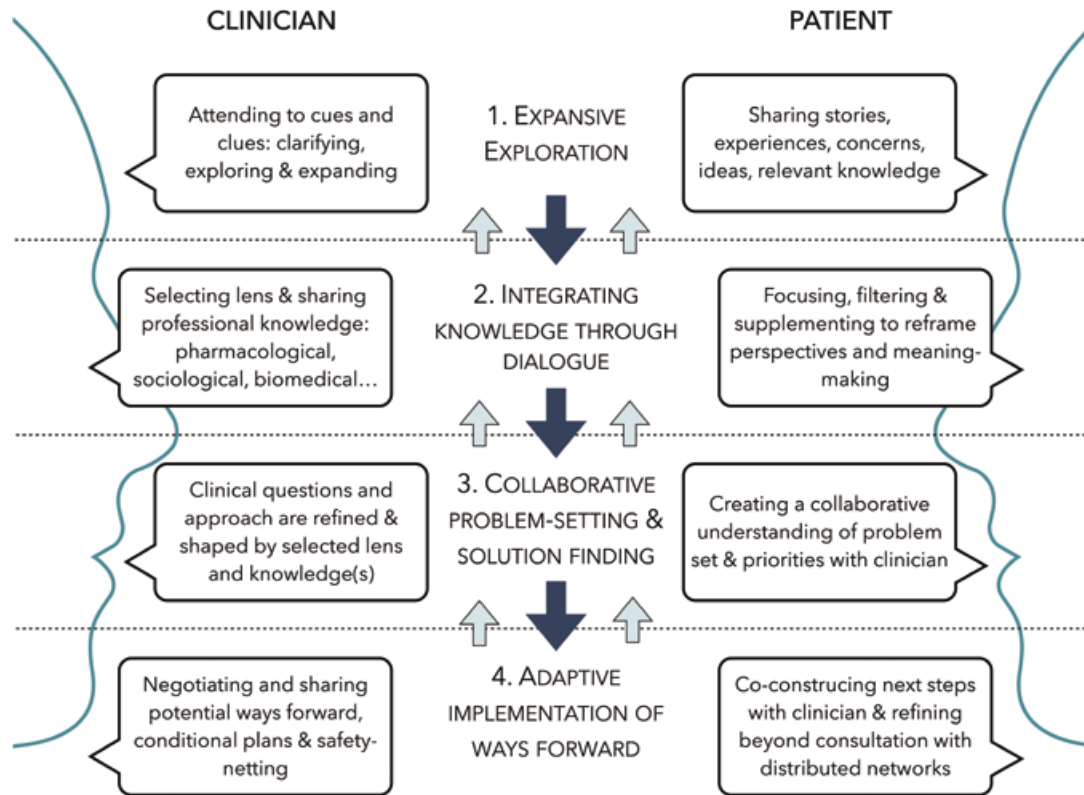 CLINICIAN
PATIENT
Attending to cues and
clues: clarifying,
exploring & expanding
1. EXPANSIVE
EXPLORATION
Sharing stories,
experiences, concerns,
ideas, relevant knowledge
Selecting lens & sharing
professional knowledge:
pharmacological,
sociological, biomedical...
2. INTEGRATING
KNOWLEDGE THROUGH
DIALOGUE
Focusing, filtering &
supplementing to reframe
perspectives and meaning-
making
Clinical questions and
approach are refined &
shaped by selected lens
and knowledge(s)
3. COLLABORATIVE
PROBLEM-SETTING &
SOLUTION FINDING
Creating a collaborative
understanding of problem
set & priorities with clinician
Negotiating and sharing
potential ways forward,
conditional plans & safety-
netting
4. ADAPTIVE
IMPLEMENTATION OF
WAYS FORWARD
Co-construcing next steps
with clinician & refining
beyond consultation with
distributed networks